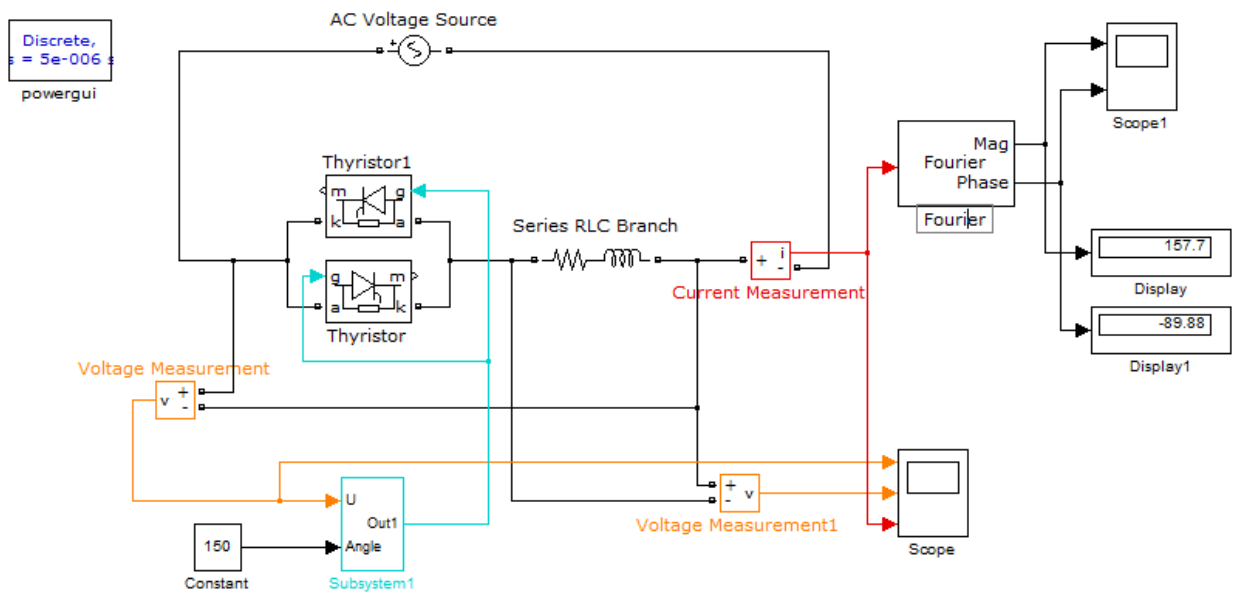 AC Voltage Source
+
Discrete,
s = 5e-006 s
powergui
Scope1
Mag
Fourier
Phase
Fourier
Thyristor1
m
g
k
a
Series RLC Branch
g
m
a
k
Thyristor
+
i
-
Current Measurement
157.7
Display
-89.88
Display1
Voltage Measurement
v
+
-
U
Out1
Angle
Subsystem1
150
Constant
+
-
v
Voltage Measurement1
Scope